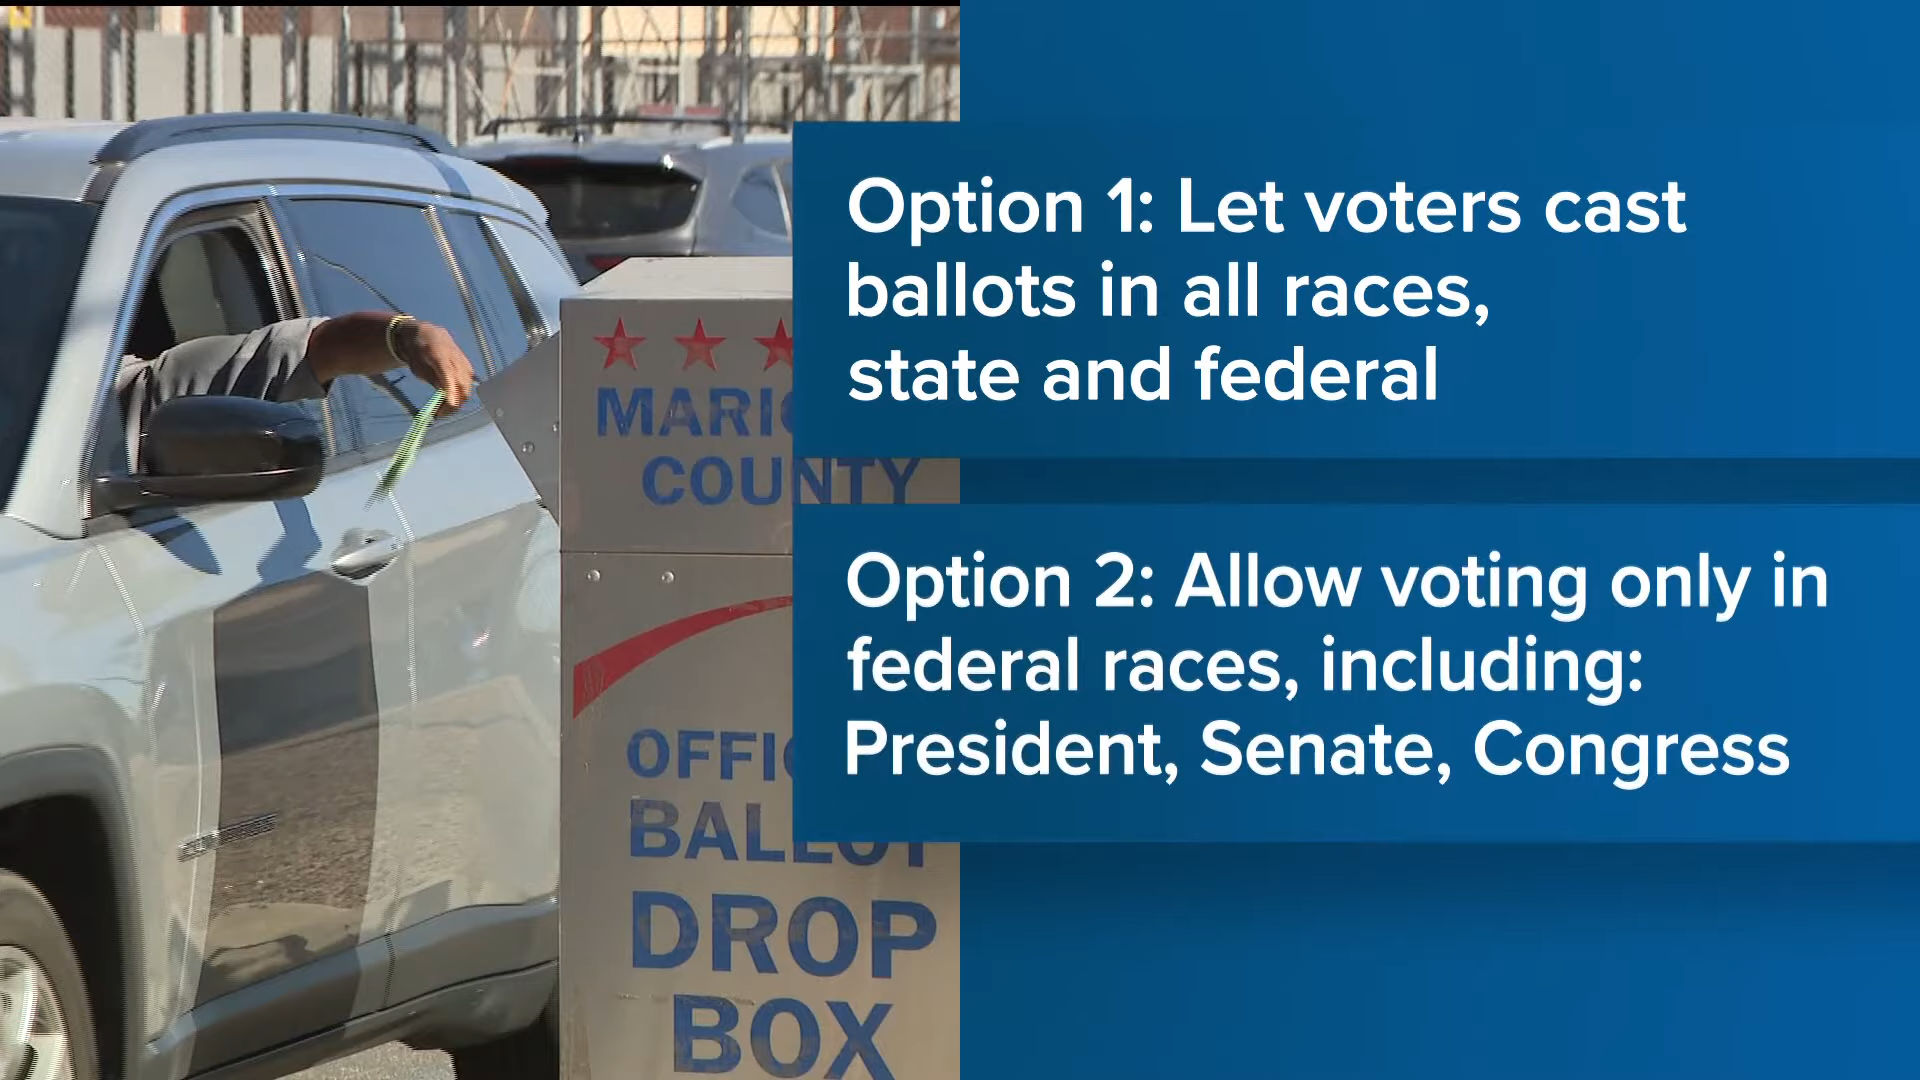 Option 1: Let voters cast
ballots in all races,
state and federal
Option 2: Allow voting only in
federal races, including:
President, Senate, Congress
COUNTY
BALLOT
DROP
BOX